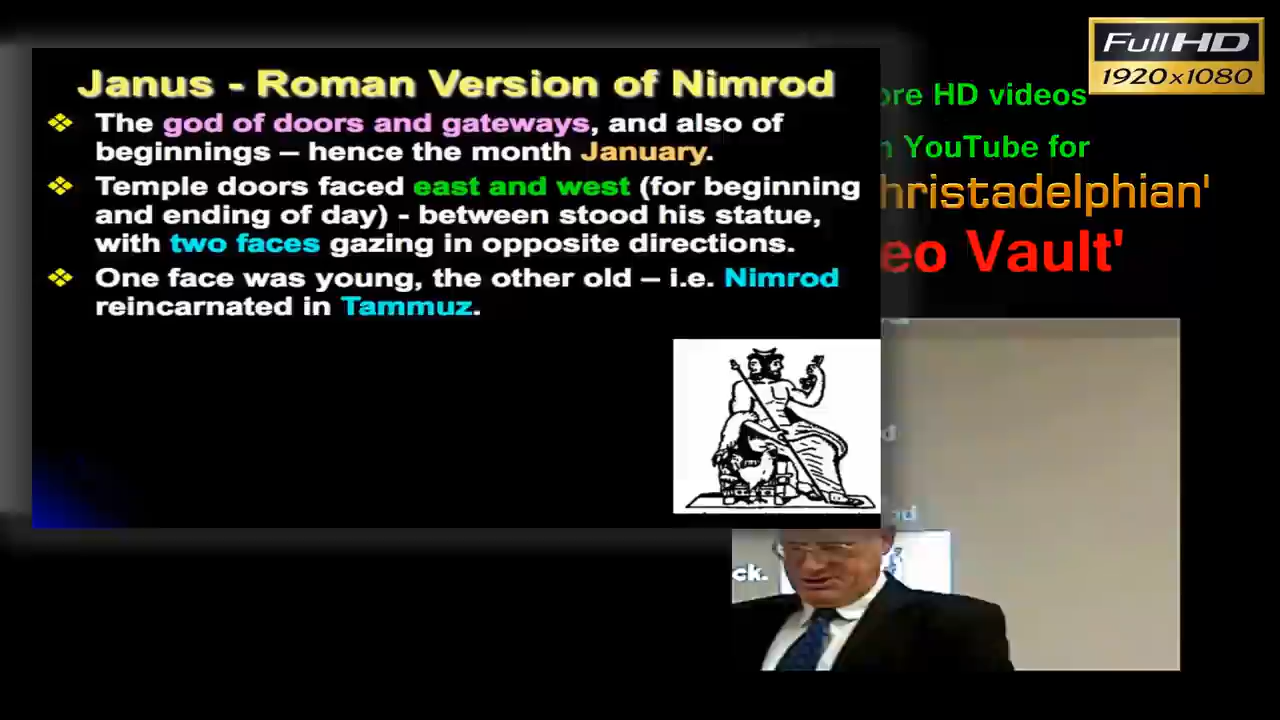 Janus - Roman Version of Nimrod
The god of doors and gateways, and also of
beginnings – hence the month January.
Temple doors faced east and west (for beginning
and ending of day) - between stood his statue,
with two faces gazing in opposite directions.
One face was young, the other old – i.e. Nimrod
reincarnated in Tammuz.
Full HD
1920x1080
ore HD videos
YouTube for
hristadelphian'
eo Vault'
ck.